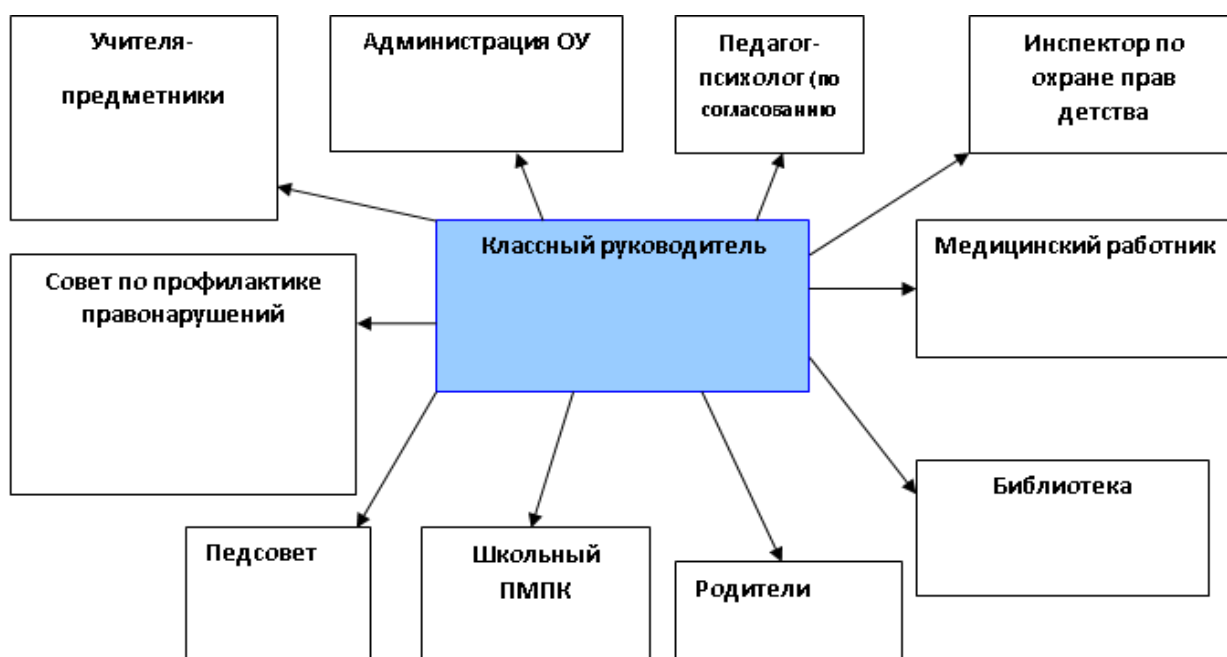 Учителя-
предметники
Администрация ОУ
Педагог-
психолог (по
согласованию
Инспектор по
охране прав
детства
Классный руководитель
Медицинский работник
Совет по профилактике
правонарушений
Библиотека
Педсовет
Школьный
ПМПК
Родители